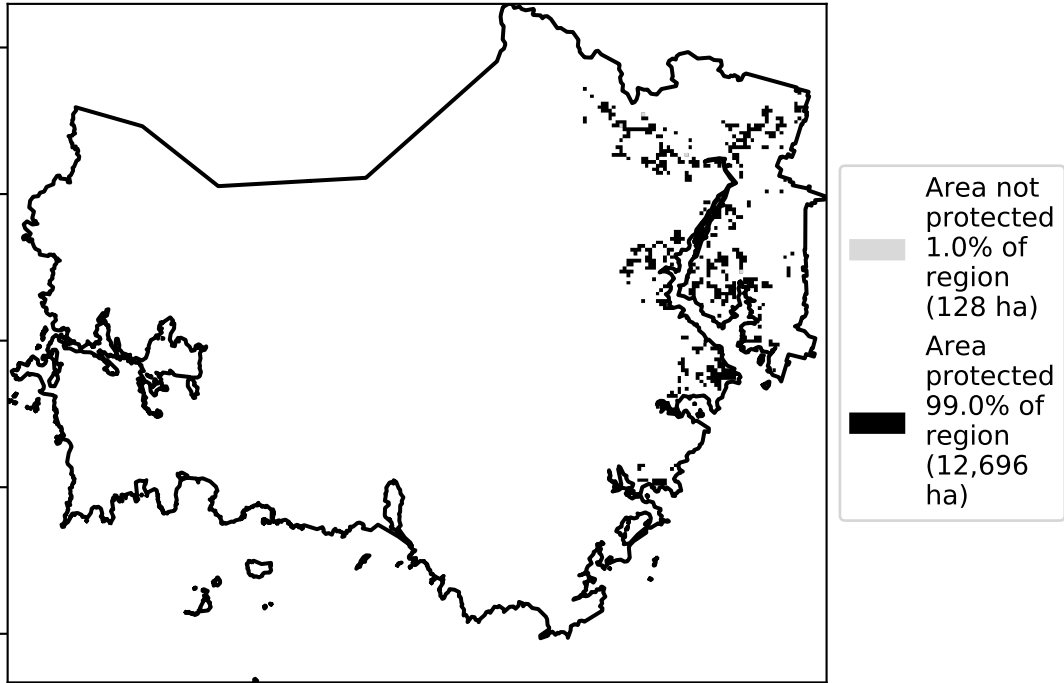 Area not
protected
1.0% of
region
(128 ha)
Area
protected
99.0% of
region
(12,696
ha)